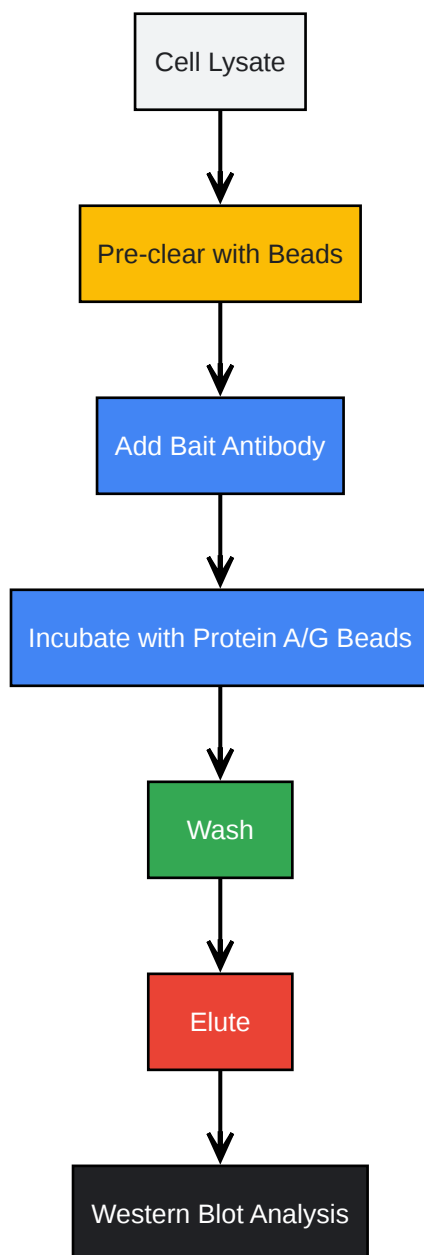 Cell Lysate
Pre-clear with Beads
Add Bait Antibody
Incubate with Protein A/G Beads
Wash
Elute
Western Blot Analysis